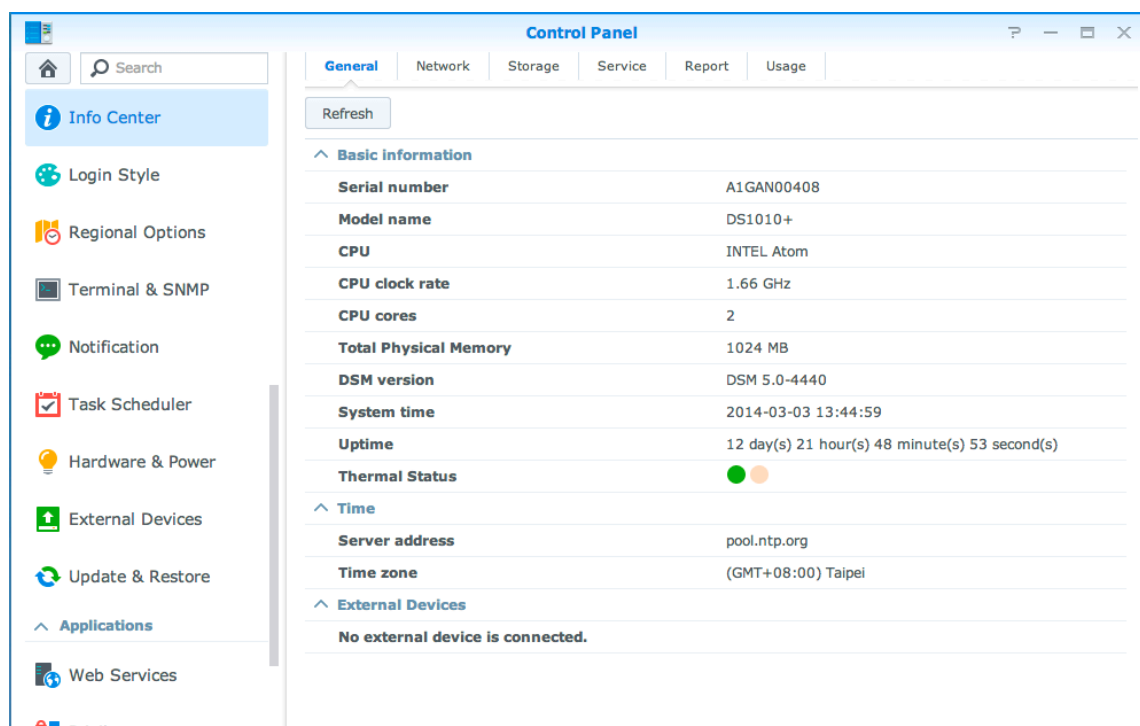 Control Panel
Search
General Network Storage Service Report Usage
Info Center
Refresh
Login Style
Regional Options
Terminal & SNMP
Notification
Task Scheduler
Hardware & Power
External Devices
Update & Restore
Applications
Web Services
Basic information
Serial number A1GAN00408
Model name DS1010+
CPU INTEL Atom
CPU clock rate 1.66 GHz
CPU cores 2
Total Physical Memory 1024 MB
DSM version DSM 5.0-4440
System time 2014-03-03 13:44:59
Uptime 12 day(s) 21 hour(s) 48 minute(s) 53 second(s)
Thermal Status
Time
Server address pool.ntp.org
Time zone (GMT+08:00) Taipei
External Devices
No external device is connected.